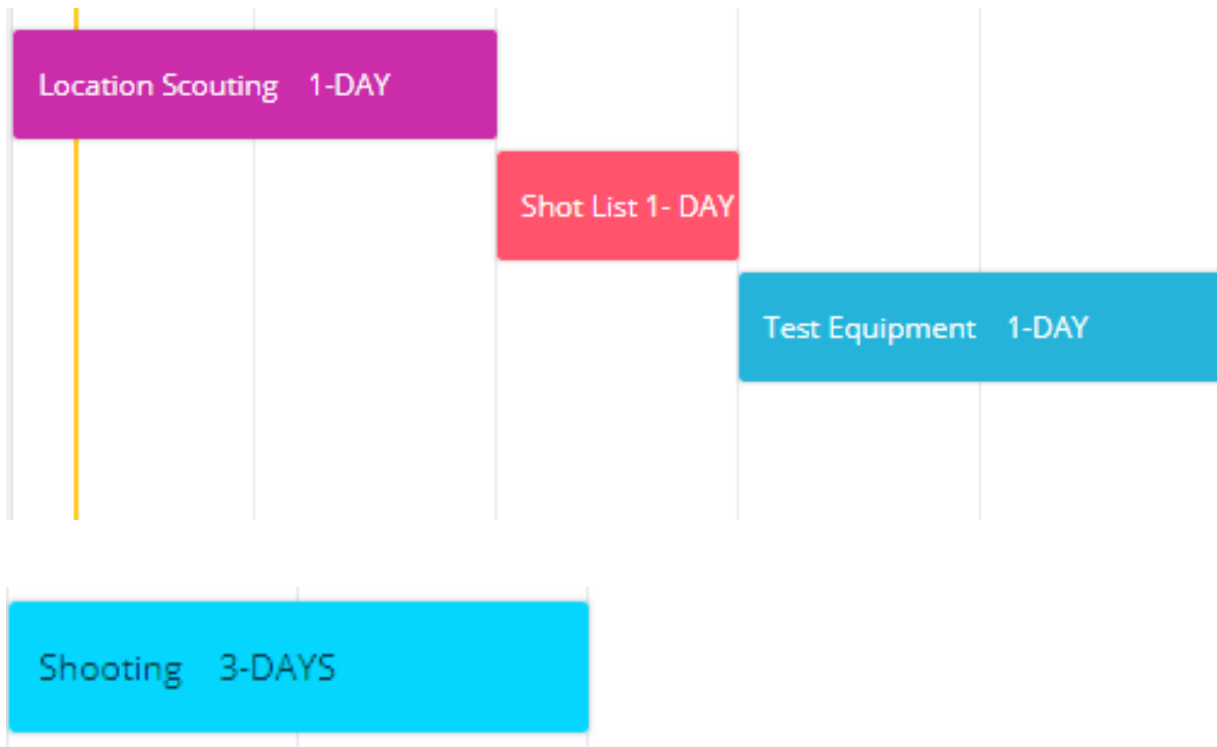 Location Scouting 1-DAY
Shot List 1- DAY
Test Equipment 1-DAY
Shooting 3-DAYS